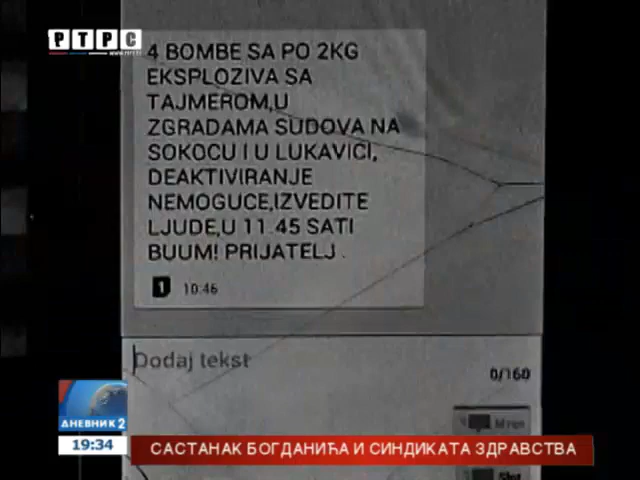 РТРС
4 BOMBE SA PO 2KG
EKSPLOZIVA SA
TAJMEROM,U
ZGRADAMA SUDOVA NA
SOKOCU I U LUKAVICI,
DEAKTIVIRANJE
NEMOGUCE,IZVEDITE
LJUDE,U 11.45 SATI
BUUM! PRIJATELJ .
1 10:46
Dodaj tekst
0/160
ДНЕВНИК 2
19:34
САСТАНАК БОГДАНИЋА И СИНДИКАТА ЗДРАВСТВА